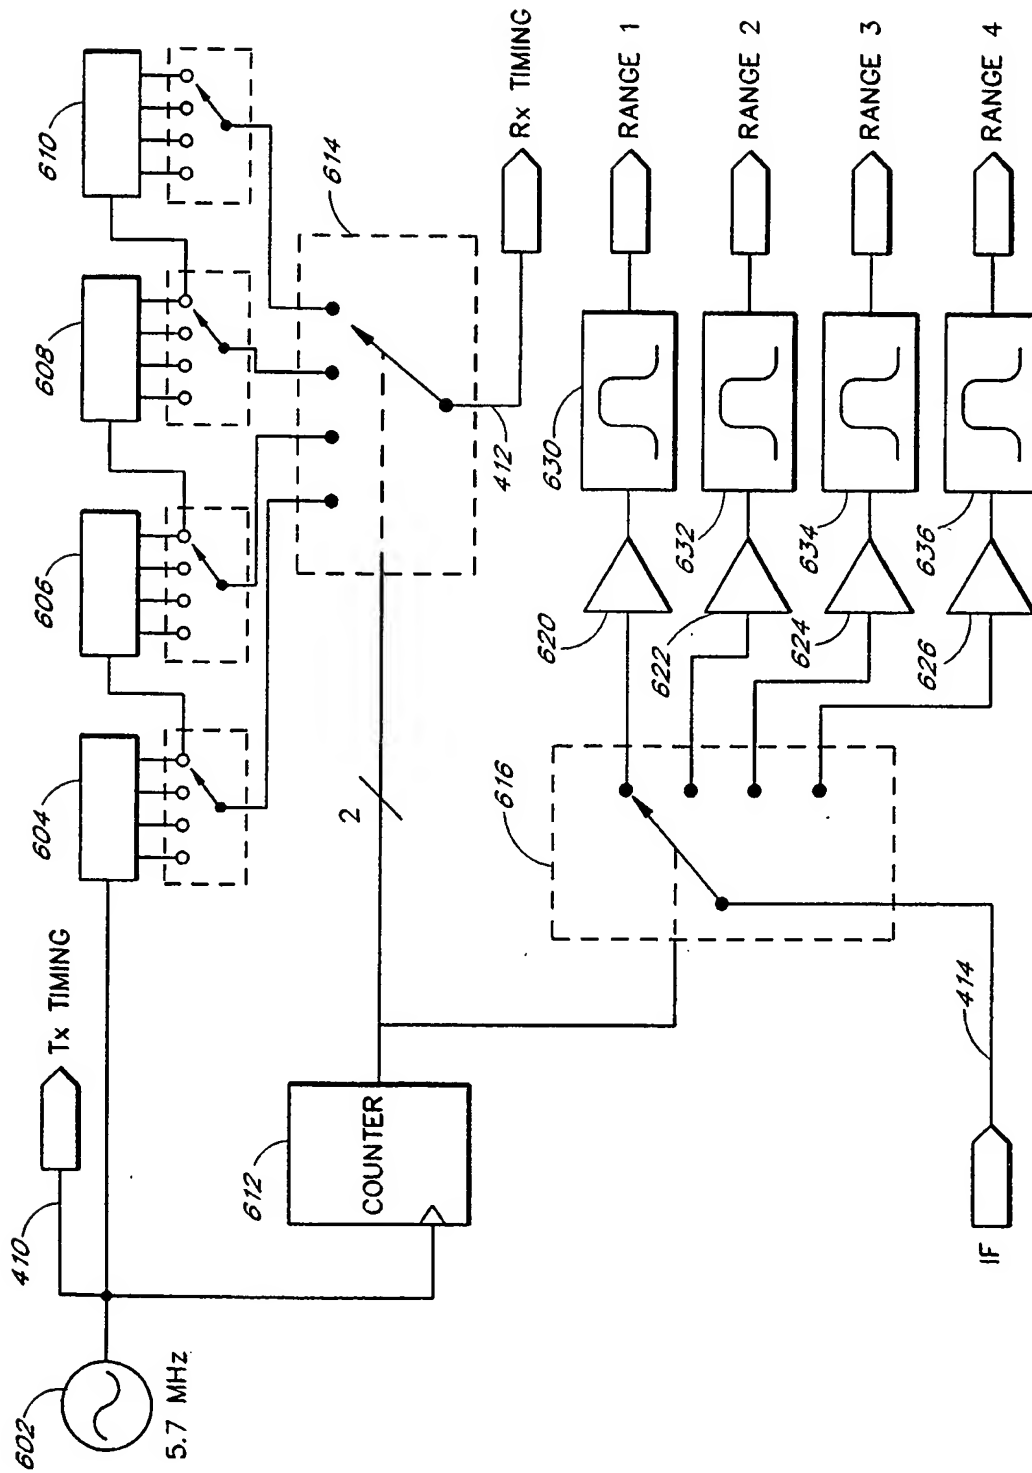 602
5.7 MHz
410
Tx TIMING
604
606
608
610
612
COUNTER
2
614
412
Rx TIMING
616
620
630
RANGE 1
622
632
RANGE 2
624
634
RANGE 3
626
636
RANGE 4
414
IF